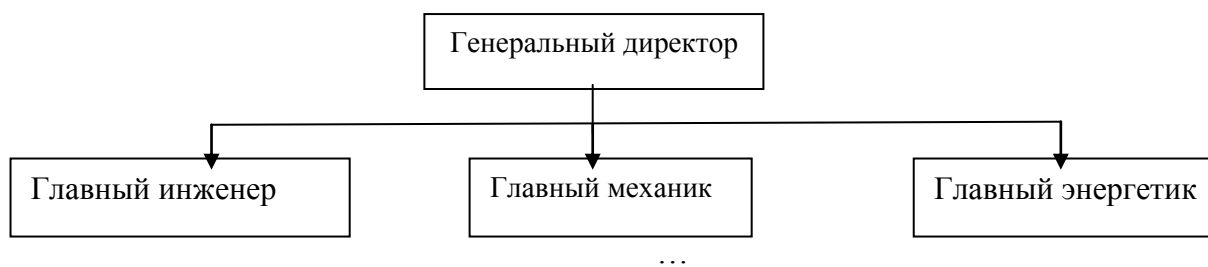 Генеральный директор
Главный инженер
Главный механик
Главный энергетик
…